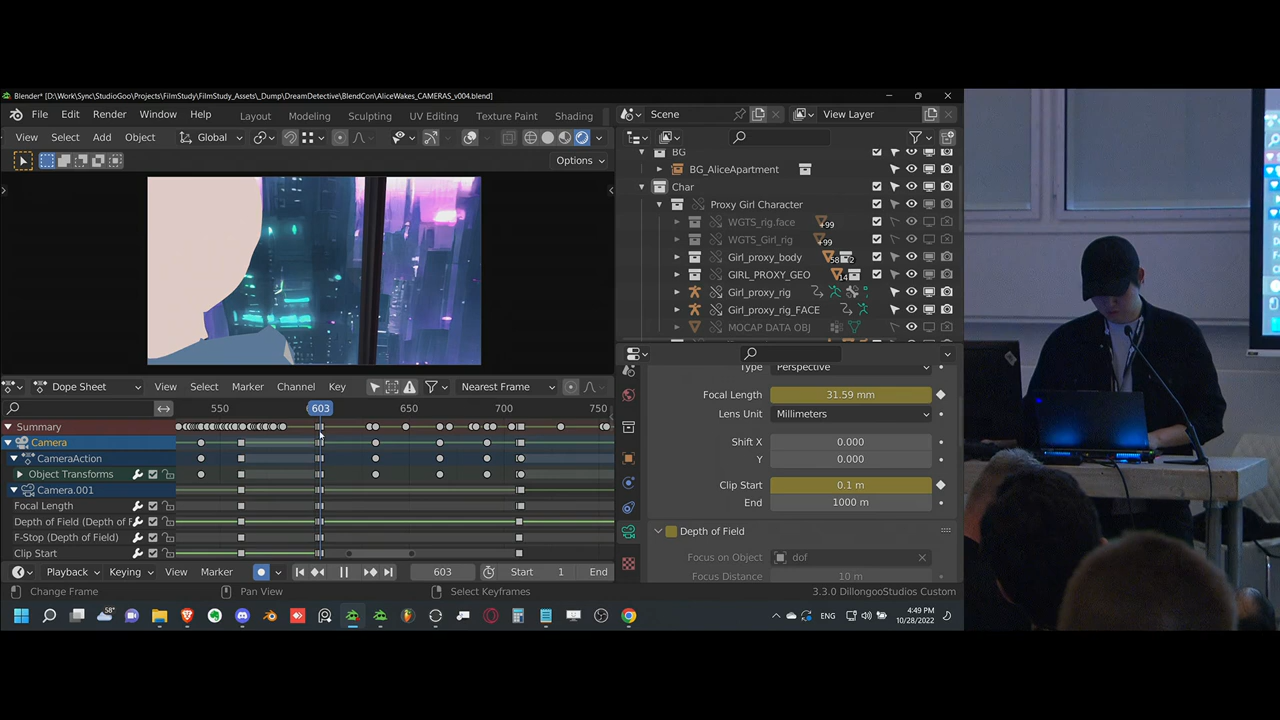 Blender* [D:\Work\Sync\StudioGoo\Projects\FilmStudy\FilmStudy_Assets\_Dump\DreamDetective\BlendCon\AliceWakes_CAMERAS_v004.blend]
File Edit Render Window Help Layout Modeling Sculpting UV Editing Texture Paint Shading
Scene View Layer
View Select Add Object Global
Options
BG
BG_AliceApartment
Char
Proxy Girl Character
WGTS_rig.face +99
WGTS_Girl_rig +99
Girl_proxy_body 58 2
GIRL_PROXY_GEO 14
Girl_proxy_rig
Girl_proxy_rig_FACE
MOCAP DATA OBJ
Dope Sheet View Select Marker Channel Key Nearest Frame
550 603 650 700 750
Summary
Camera
CameraAction
Object Transforms
Camera.001
Focal Length
Depth of Field (Depth of F
F-Stop (Depth of Field)
Clip Start
Type Perspective
Focal Length 31.59 mm
Lens Unit Millimeters
Shift X 0.000
Y 0.000
Clip Start 0.1 m
End 1000 m
Depth of Field
Focus on Object dof
Focus Distance 10 m
Playback Keying View Marker 603 Start 1 End
Change Frame Pan View Select Keyframes 3.3.0 DillongooStudios Custom
58°
ENG
4:49 PM
10/28/2022